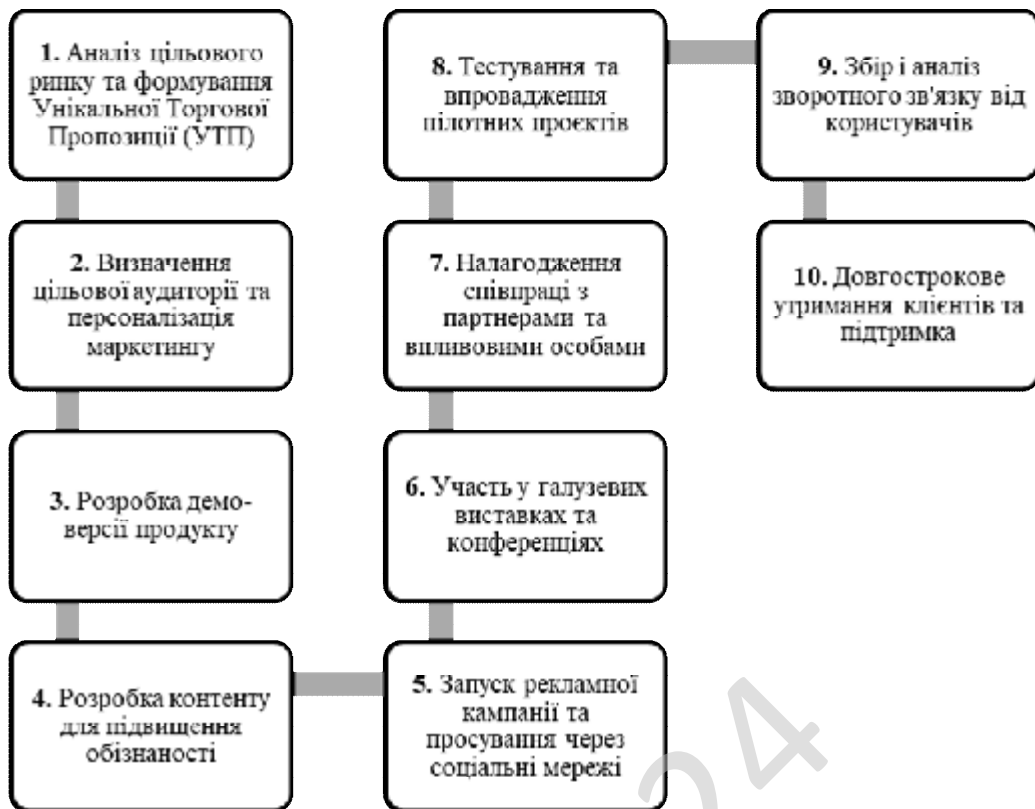 1. Аналіз цільового
ринку та формування
Унікальної Торгової
Пропозиції (УТП)
2. Визначення
цільової аудиторії та
персоналізація
маркетингу
3. Розробка демо-
версії продукту
4. Розробка контенту
для підвищення
обізнаності
5. Запуск рекламної
кампанії та
просування через
соціальні мережі
6. Участь у галузевих
виставках та
конференціях
7. Налагодження
співпраці з
партнерами та
впливовими особами
8. Тестування та
впровадження
пілотних проєктів
9. Збір і аналіз
зворотного зв'язку від
користувачів
10. Довгострокове
утримання клієнтів та
підтримка
24